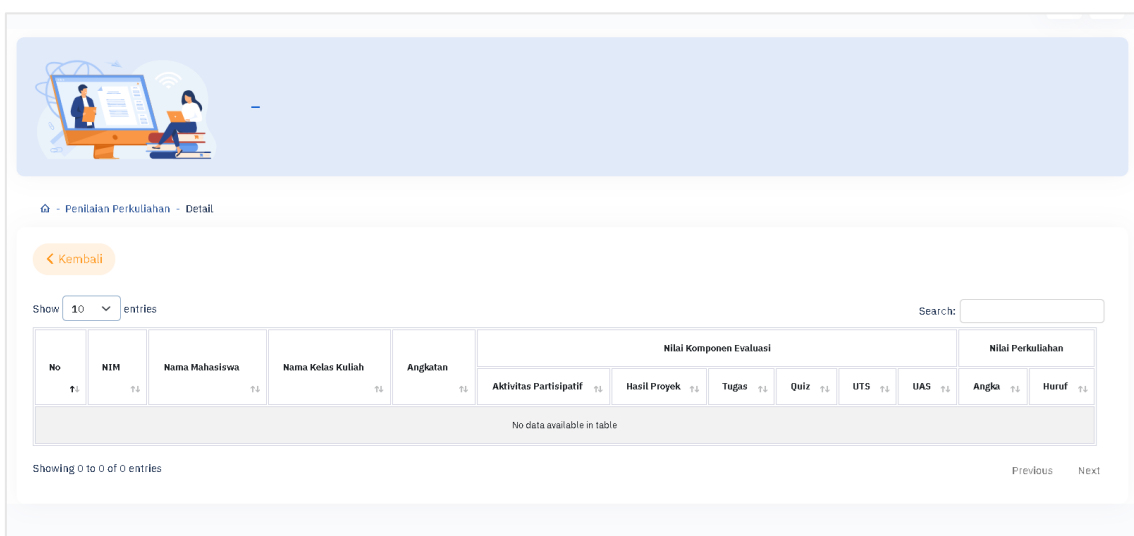 -
- Penilaian Perkuliahan - Detail
Kembali
Show 10 entries
Search:
Nilai Komponen Evaluasi Nilai Perkuliahan
No NIM Nama Mahasiswa Nama Kelas Kuliah Angkatan
Aktivitas Partisipatif Hasil Proyek Tugas Quiz UTS UAS Angka Huruf
No data available in table
Showing 0 to 0 of 0 entries
Previous Next